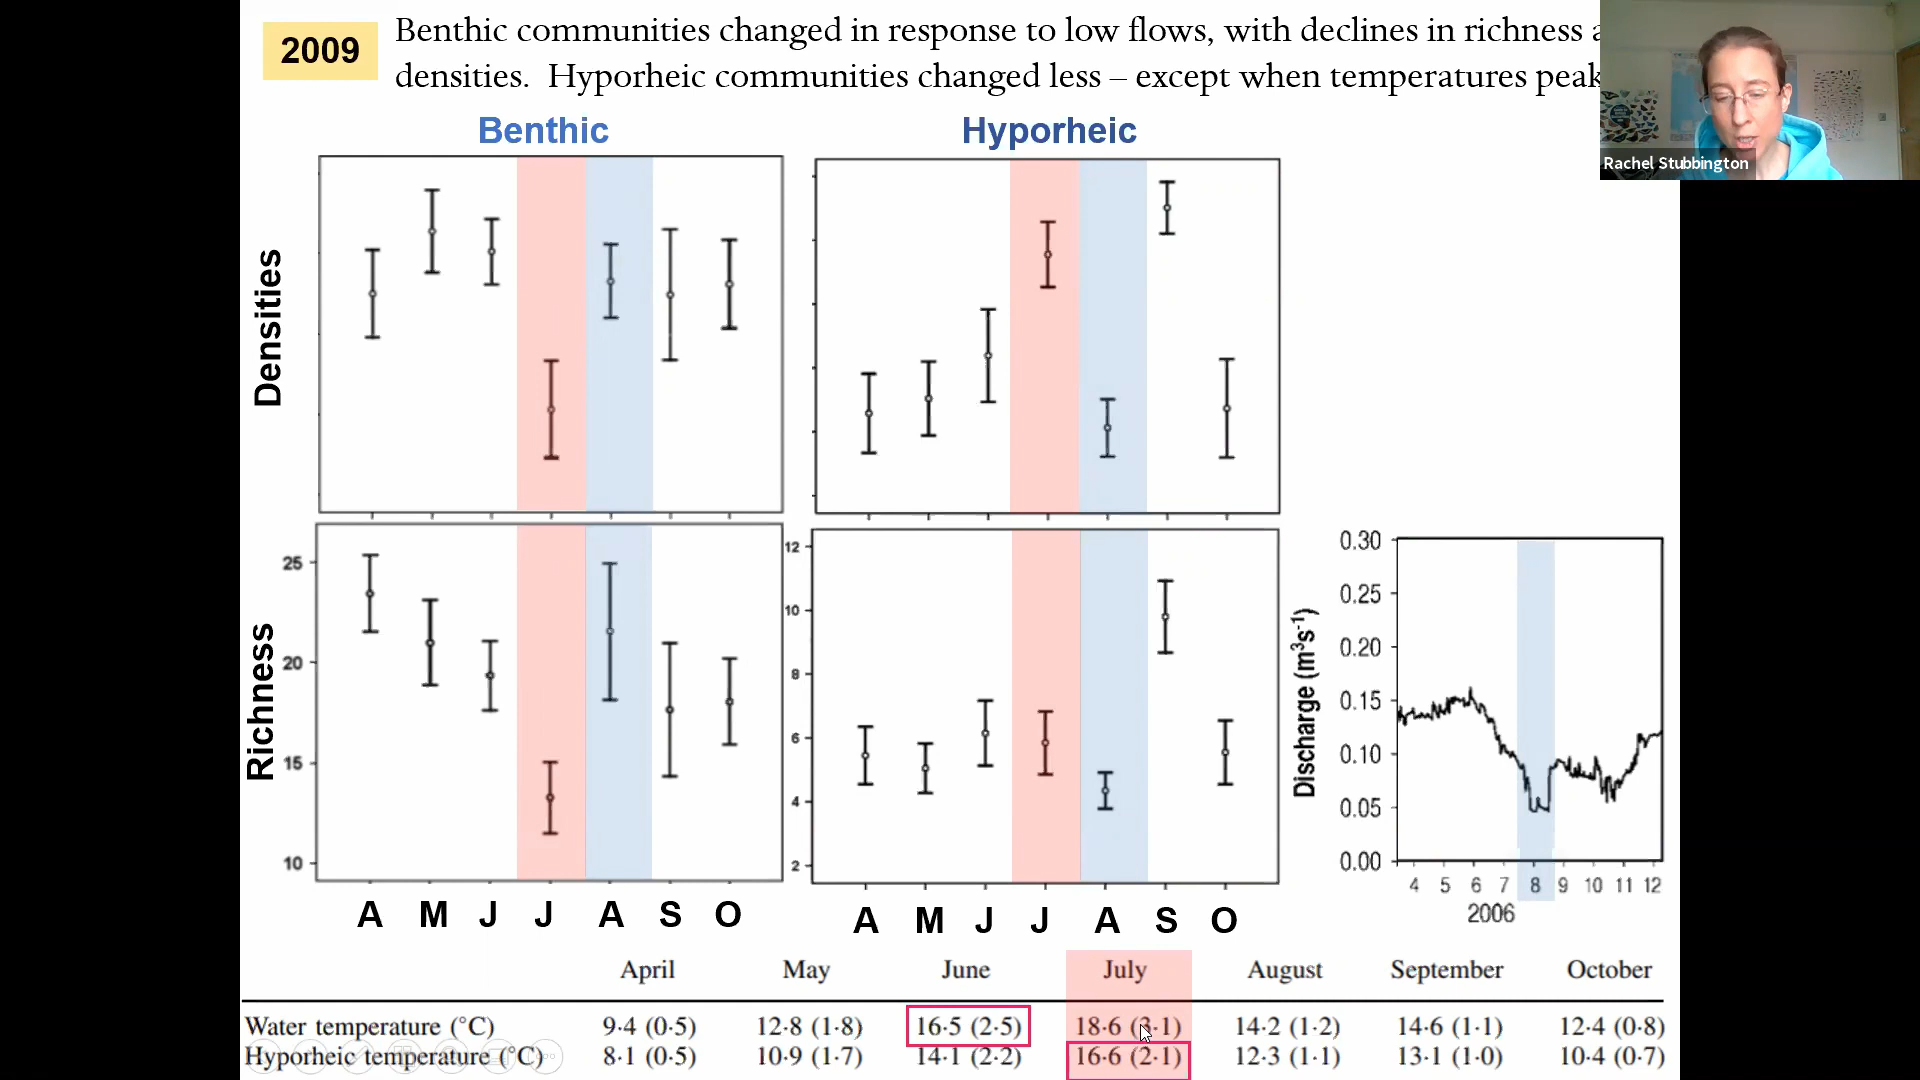 2009
Benthic communities changed in response to low flows, with declines in richness
densities.  Hyporheic communities changed less – except when temperatures peak
Rachel Stubbington
Benthic
Hyporheic
Densities
Richness
25
20
15
10
A M J J A S O
12
10
8
6
4
2
A M J J A S O
Discharge (m³s⁻¹)
0.30
0.25
0.20
0.15
0.10
0.05
0.00
4 5 6 7 8 9 10 11 12
2006
April May June July August September October
Water temperature (°C) 9·4 (0·5) 12·8 (1·8) 16·5 (2·5) 18·6 (3·1) 14·2 (1·2) 14·6 (1·1) 12·4 (0·8)
Hyporheic temperature (°C) 8·1 (0·5) 10·9 (1·7) 14·1 (2·2) 16·6 (2·1) 12·3 (1·1) 13·1 (1·0) 10·4 (0·7)